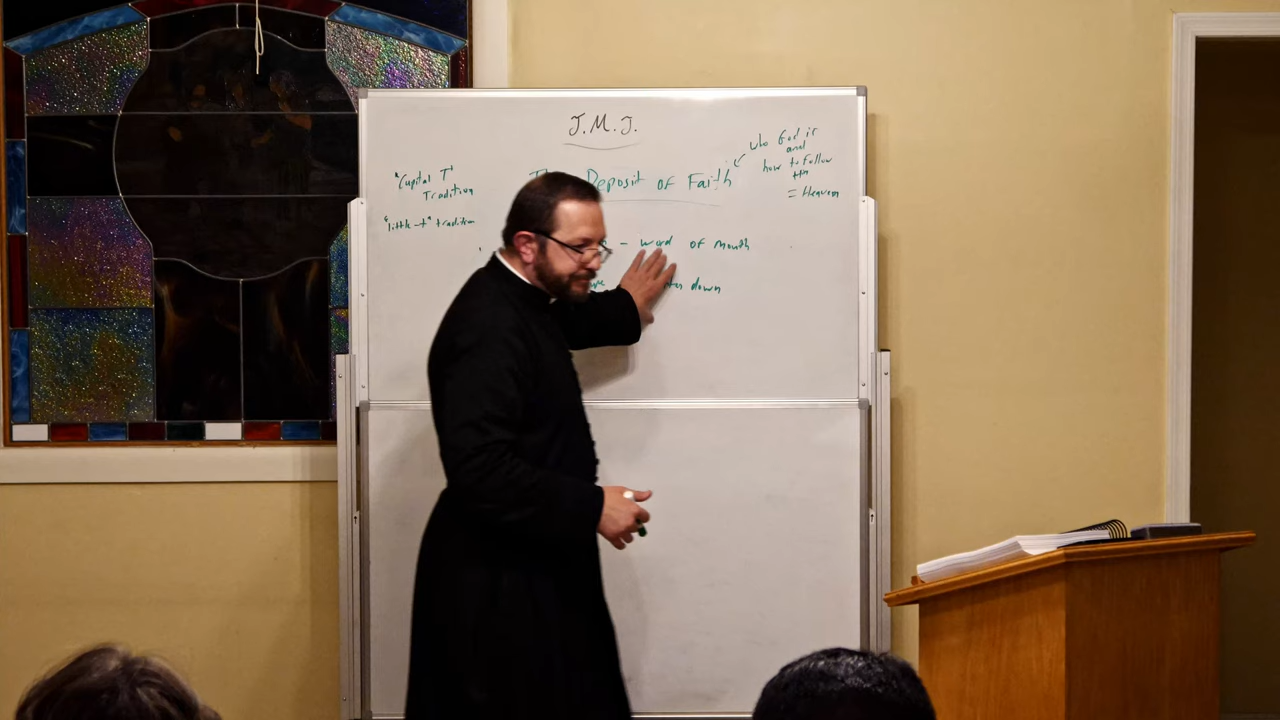 J.M.J.
who God is
and
how to follow
= Heaven
"Capital T"
Tradition
Deposit of Faith
"little-t" tradition
- word of mouth
down